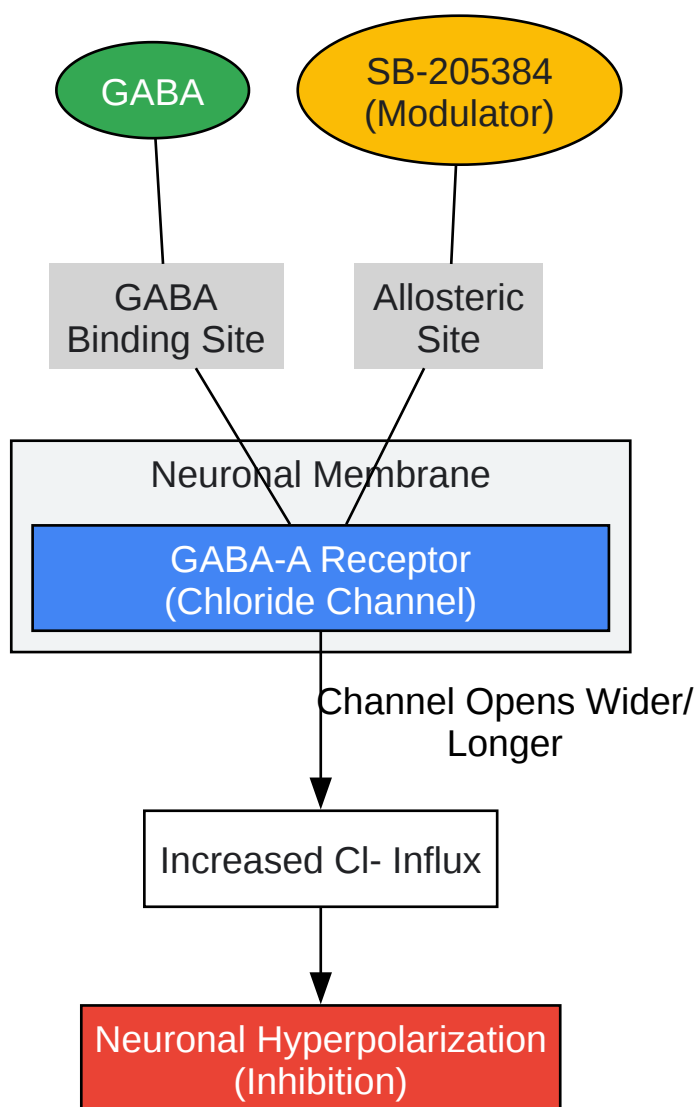 GABA
SB-205384
(Modulator)
GABA
Binding Site
Allosteric
Site
Neuronal Membrane
GABA-A Receptor
(Chloride Channel)
Channel Opens Wider/
Longer
Increased Cl- Influx
Neuronal Hyperpolarization
(Inhibition)